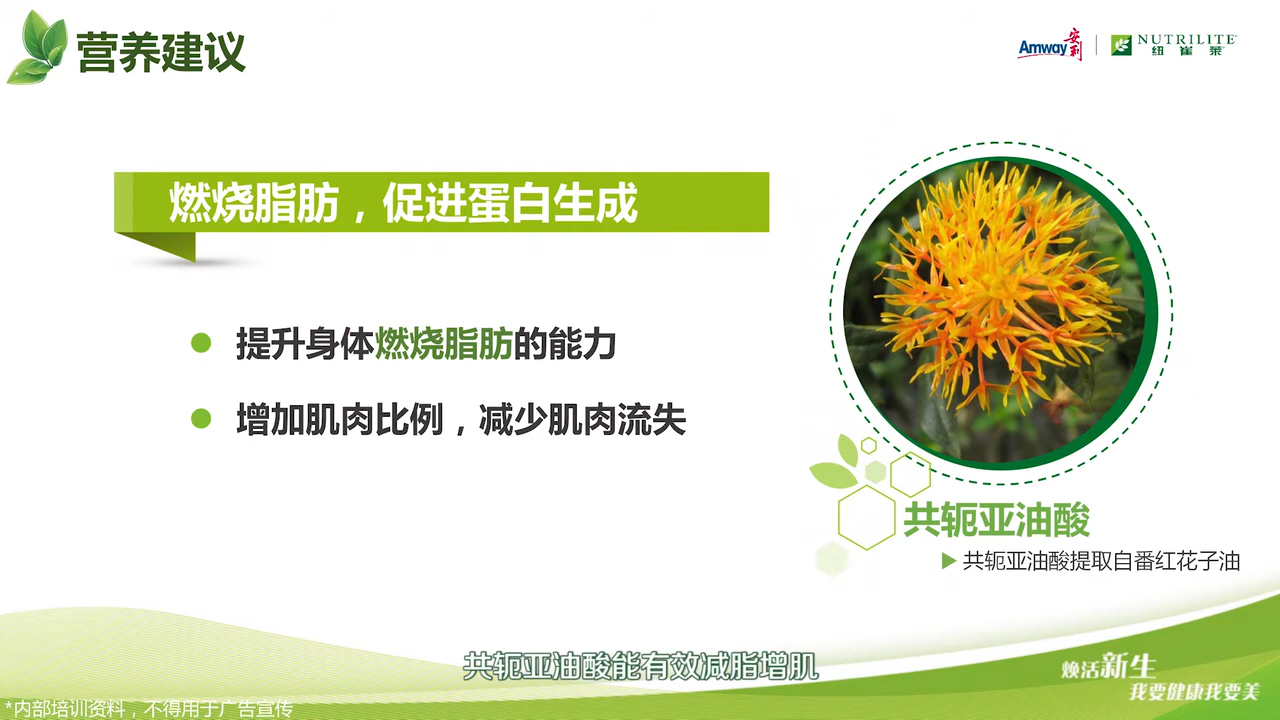 营养建议
Amway 安利
NUTRILITE®
纽崔莱
燃烧脂肪，促进蛋白生成
提升身体燃烧脂肪的能力
增加肌肉比例，减少肌肉流失
共轭亚油酸
共轭亚油酸提取自番红花子油
共轭亚油酸能有效减脂增肌
焕活新生
我要健康我要美
*内部培训资料，不得用于广告宣传